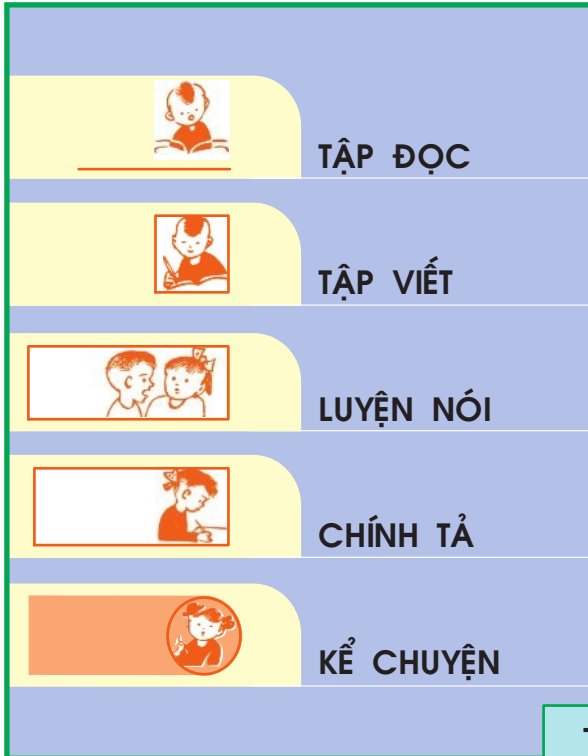 TẬP ĐỌC
TẬP VIẾT
LUYỆN NÓI
CHÍNH TẢ
KỂ CHUYỆN